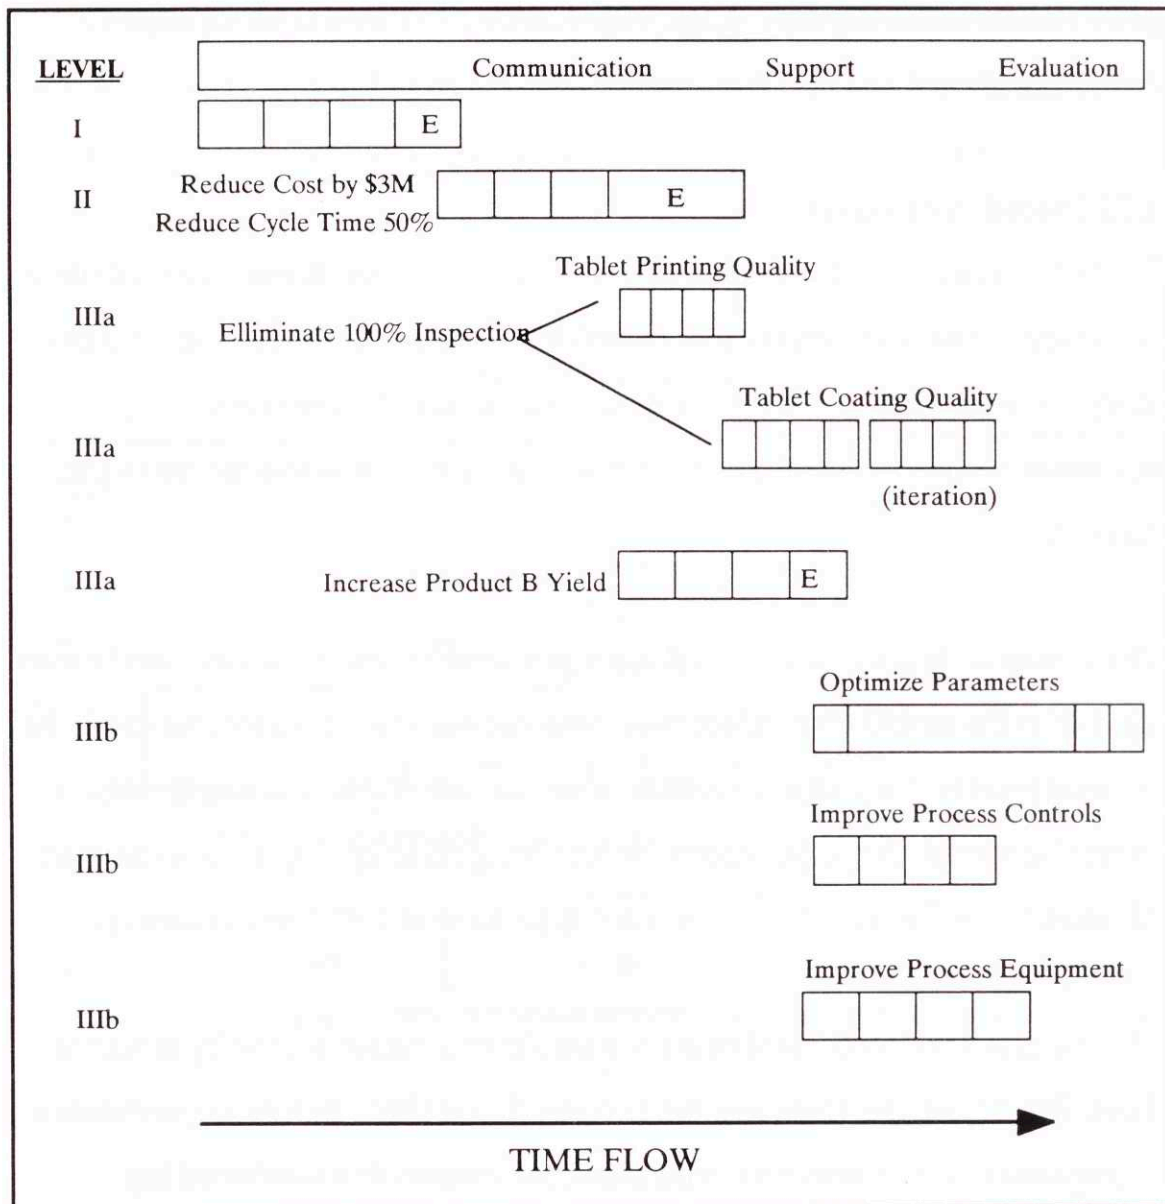 LEVEL
Communication Support Evaluation
I
E
II
Reduce Cost by $3M
Reduce Cycle Time 50%
E
Tablet Printing Quality
IIIa
Elliminate 100% Inspection
Tablet Coating Quality
IIIa
(iteration)
IIIa
Increase Product B Yield
E
Optimize Parameters
IIIb
Improve Process Controls
IIIb
Improve Process Equipment
IIIb
TIME FLOW